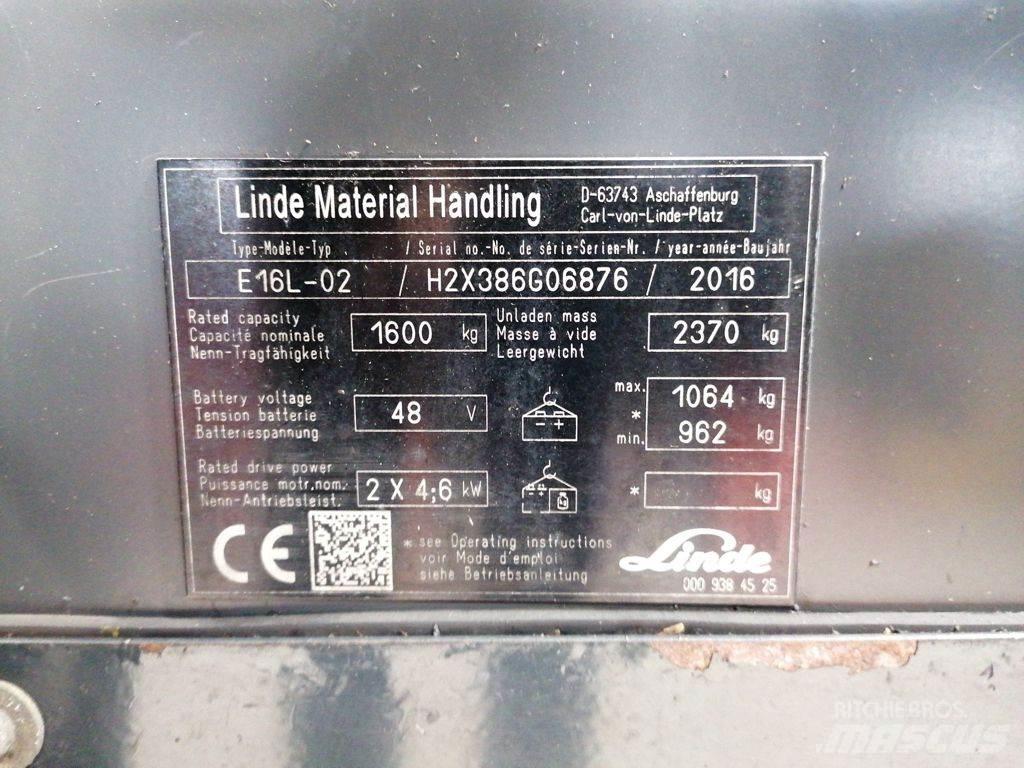 Linde Material Handling
D-63743 Aschaffenburg
Carl-von-Linde-Platz
Type-Modèle-Typ / Serial no.-No. de série-Serien-Nr. / year-année-Baujahr
E16L-02 / H2X386G06876 / 2016
Rated capacity
Capacité nominale
Nenn-Tragfähigkeit
1600 kg
Unladen mass
Masse à vide
Leergewicht
2370 kg
Battery voltage
Tension batterie
Batteriespannung
48 V
- +
max. 1064 kg
*
min. 962 kg
Rated drive power
Puissance motr.nom.
Nenn-Antriebsleist.
2 X 4,6 kW
* kg
CE
* see Operating instructions
voir Mode d'emploi
siehe Betriebsanleitung
Linde
000 938 45 25
RITCHIE BROS.
MASCUS